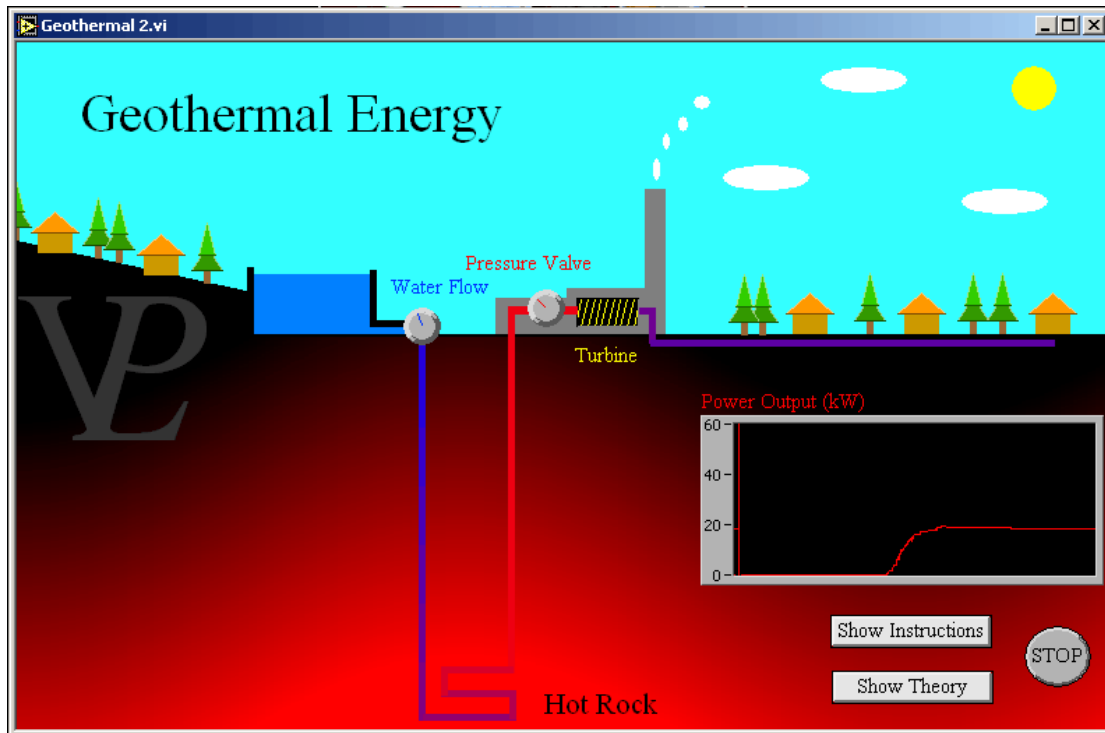 Geothermal 2.vi
Geothermal Energy
Pressure Valve
Water Flow
Turbine
VPL
Power Output (kW)
60
40
20
0
Show Instructions
STOP
Show Theory
Hot Rock